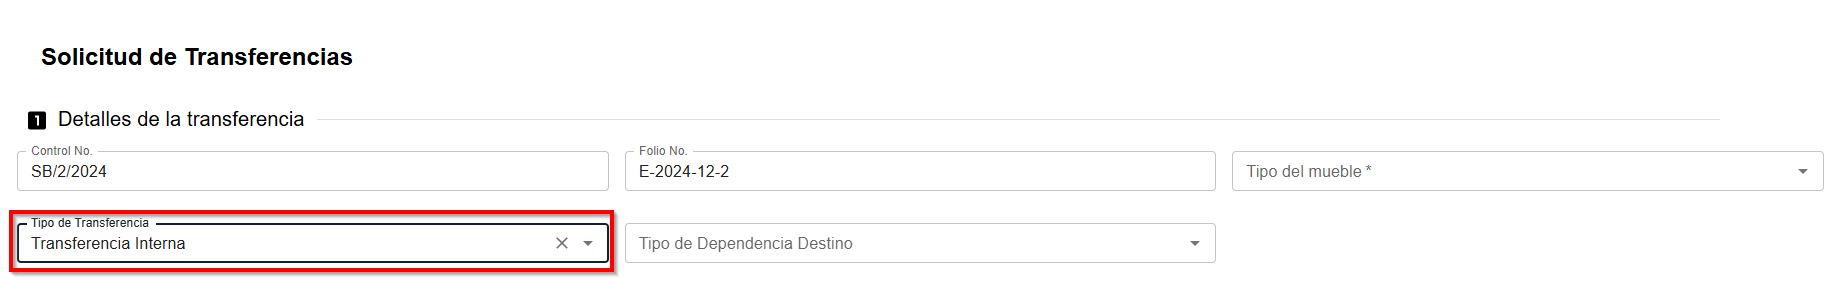 Solicitud de Transferencias
1 Detalles de la transferencia
Control No.
SB/2/2024
Folio No.
E-2024-12-2
Tipo del mueble *
Tipo de Transferencia
Transferencia Interna
Tipo de Dependencia Destino